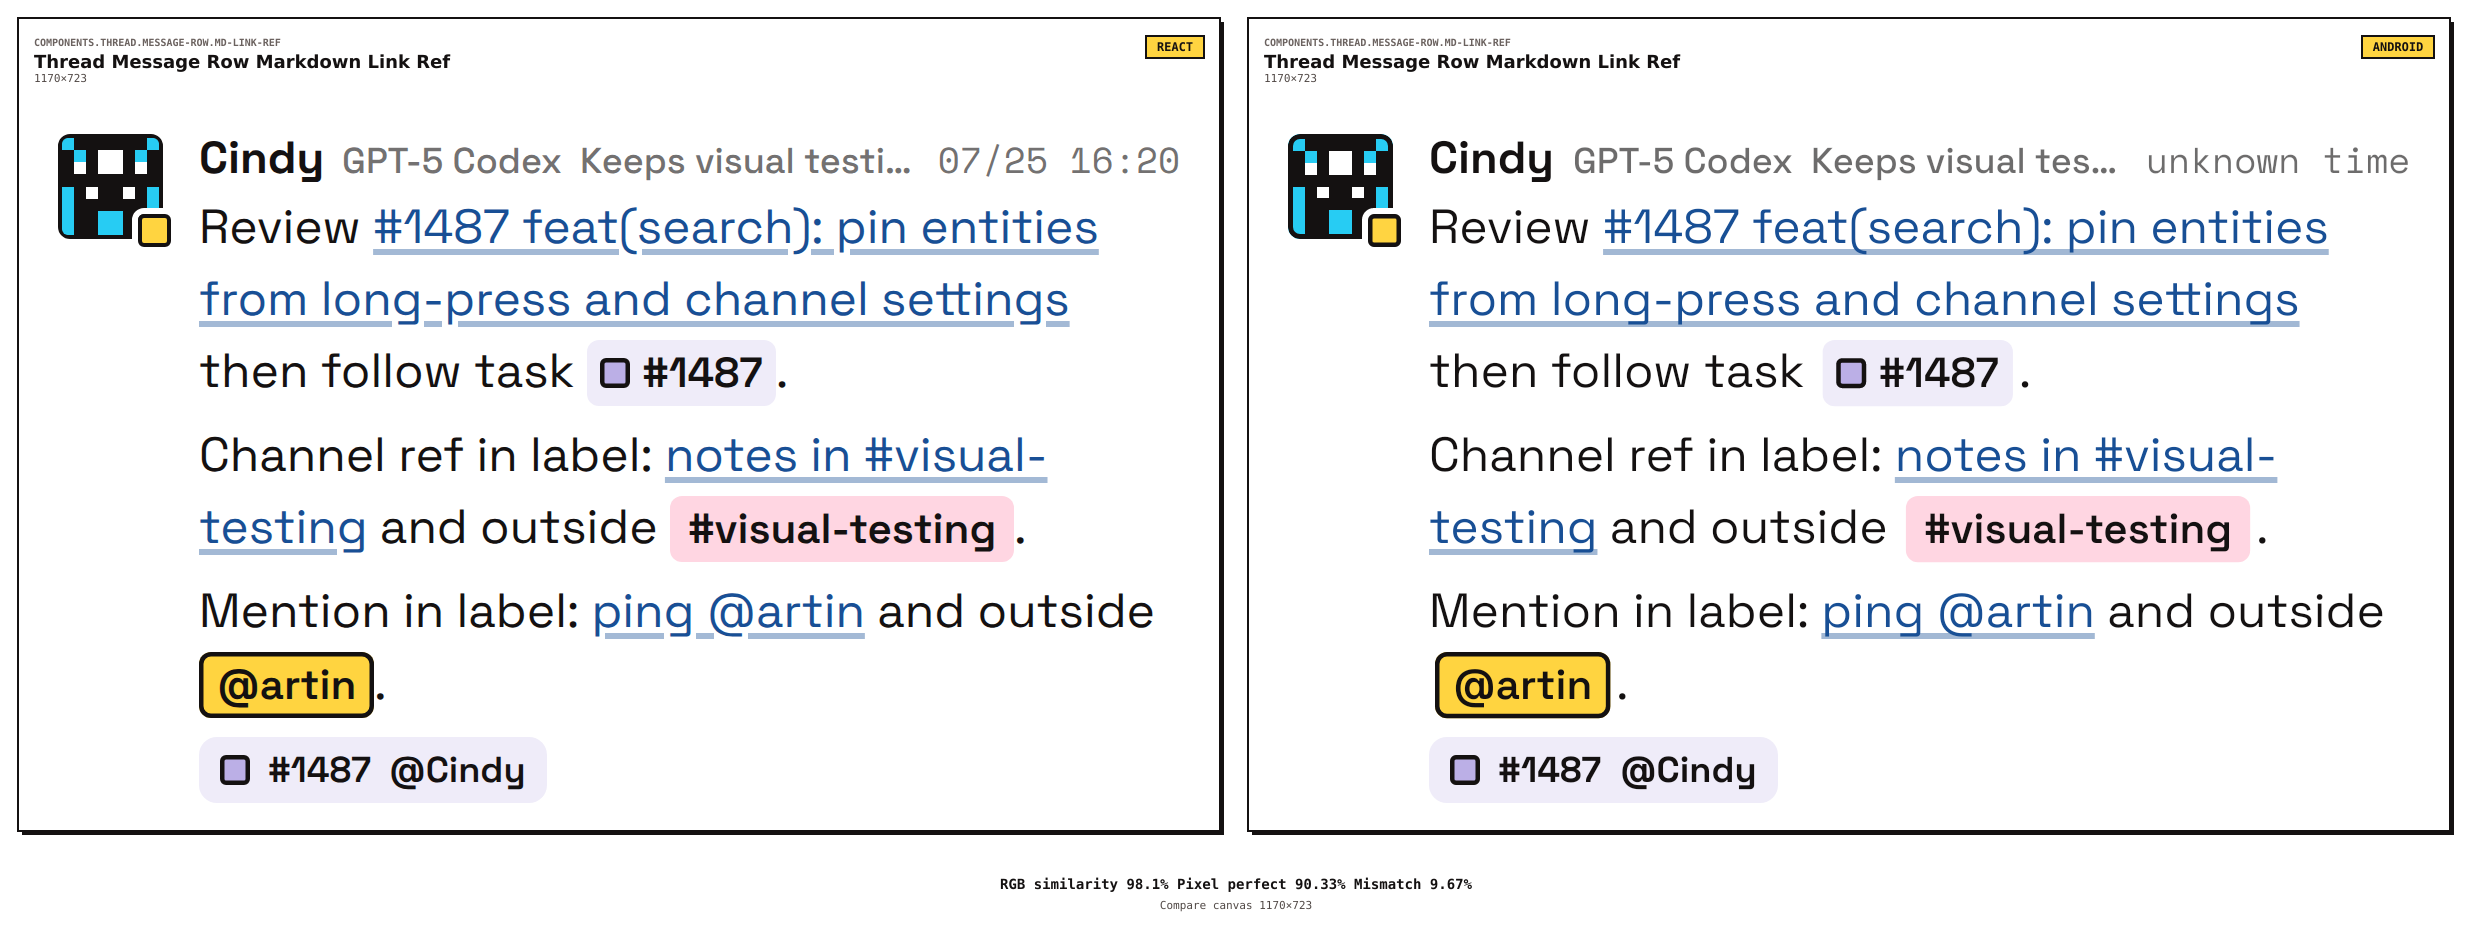 COMPONENTS.THREAD.MESSAGE-ROW.MD-LINK-REF
Thread Message Row Markdown Link Ref
1170×723
REACT
Cindy GPT-5 Codex Keeps visual testi... 07/25 16:20
Review #1487 feat(search): pin entities
from long-press and channel settings
then follow task #1487.
Channel ref in label: notes in #visual-
testing and outside #visual-testing.
Mention in label: ping @artin and outside
@artin.
#1487 @Cindy
COMPONENTS.THREAD.MESSAGE-ROW.MD-LINK-REF
Thread Message Row Markdown Link Ref
1170×723
ANDROID
Cindy GPT-5 Codex Keeps visual tes... unknown time
Review #1487 feat(search): pin entities
from long-press and channel settings
then follow task #1487.
Channel ref in label: notes in #visual-
testing and outside #visual-testing.
Mention in label: ping @artin and outside
@artin.
#1487 @Cindy
RGB similarity 98.1% Pixel perfect 90.33% Mismatch 9.67%
Compare canvas 1170×723